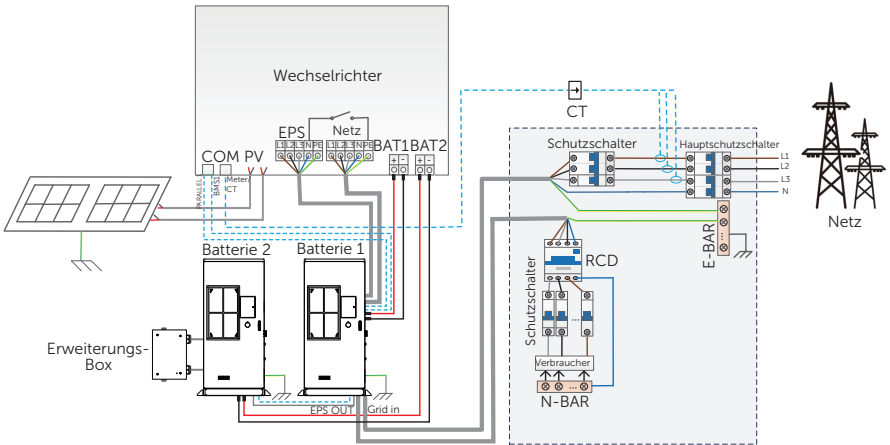 Wechselrichter
EPS
Netz
L1 L2 L3 N PE
L1 L2 L3 N PE
BAT1 BAT2
+ - + -
COM PV
PARALLEL
BMS1
Meter/
/CT
CT
Schutzschalter
Hauptschutzschalter
L1
L2
L3
N
Netz
E-BAR
RCD
Schutzschalter
...
Verbraucher
...
N-BAR
Batterie 2
Batterie 1
Erweiterungs-
Box
EPS OUT
Grid in